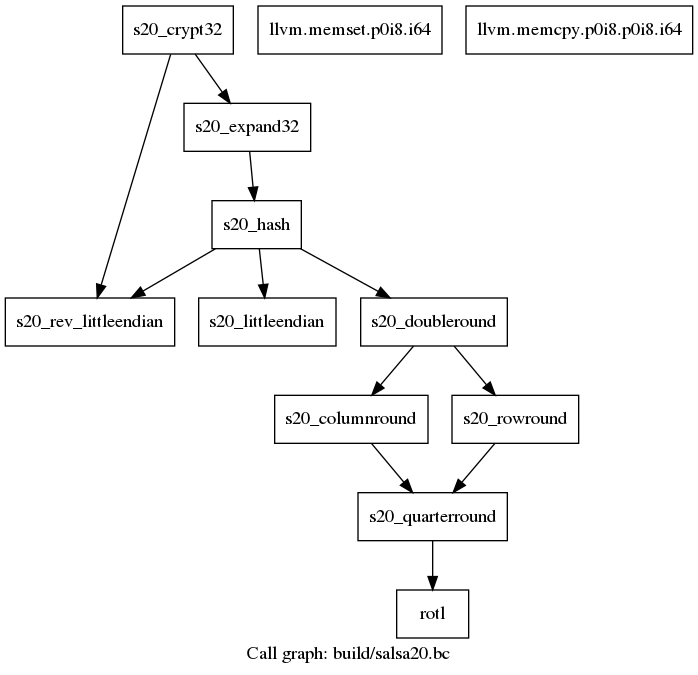 s20_crypt32
llvm.memset.p0i8.i64
llvm.memcpy.p0i8.p0i8.i64
s20_expand32
s20_hash
s20_rev_littleendian
s20_littleendian
s20_doubleround
s20_columnround
s20_rowround
s20_quarterround
rotl
Call graph: build/salsa20.bc